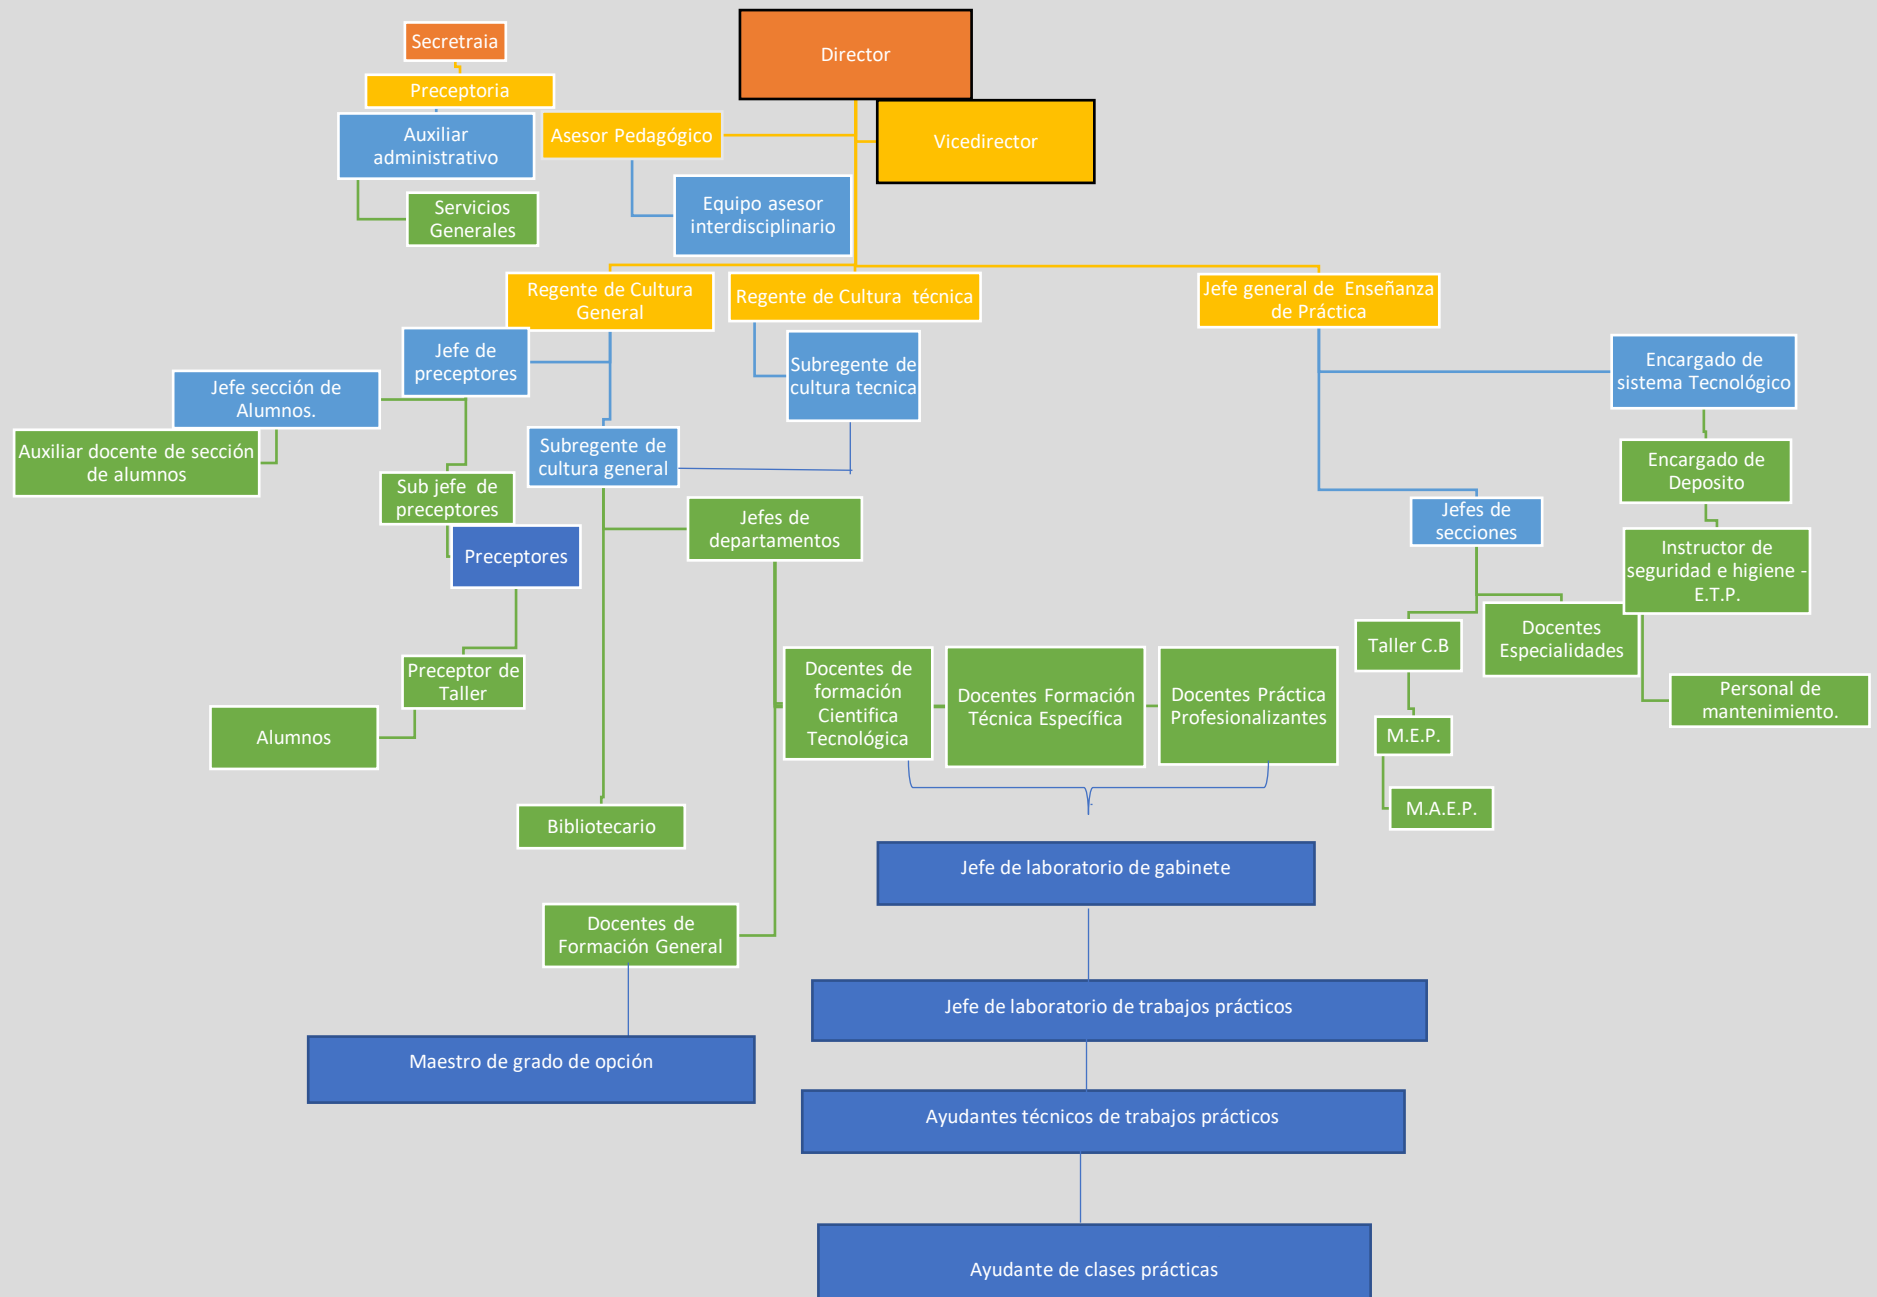 Secretraia
Director
Preceptoria
Auxiliar
administrativo
Asesor Pedagógico
Vicedirector
Servicios
Generales
Equipo asesor
interdisciplinario
Regente de Cultura
General
Regente de Cultura técnica
Jefe general de Enseñanza
de Práctica
Jefe de
preceptores
Subregente de
cultura tecnica
Encargado de
sistema Tecnológico
Jefe sección de
Alumnos.
Auxiliar docente de sección
de alumnos
Subregente de
cultura general
Encargado de
Deposito
Sub jefe de
preceptores
Jefes de
departamentos
Jefes de
secciones
Preceptores
Instructor de
seguridad e higiene -
E.T.P.
Taller C.B
Docentes
Especialidades
Preceptor de
Taller
Docentes de
formación
Cientifica
Tecnológica
Docentes Formación
Técnica Específica
Docentes Práctica
Profesionalizantes
Personal de
mantenimiento.
Alumnos
M.E.P.
M.A.E.P.
Bibliotecario
Jefe de laboratorio de gabinete
Docentes de
Formación General
Jefe de laboratorio de trabajos prácticos
Maestro de grado de opción
Ayudantes técnicos de trabajos prácticos
Ayudante de clases prácticas